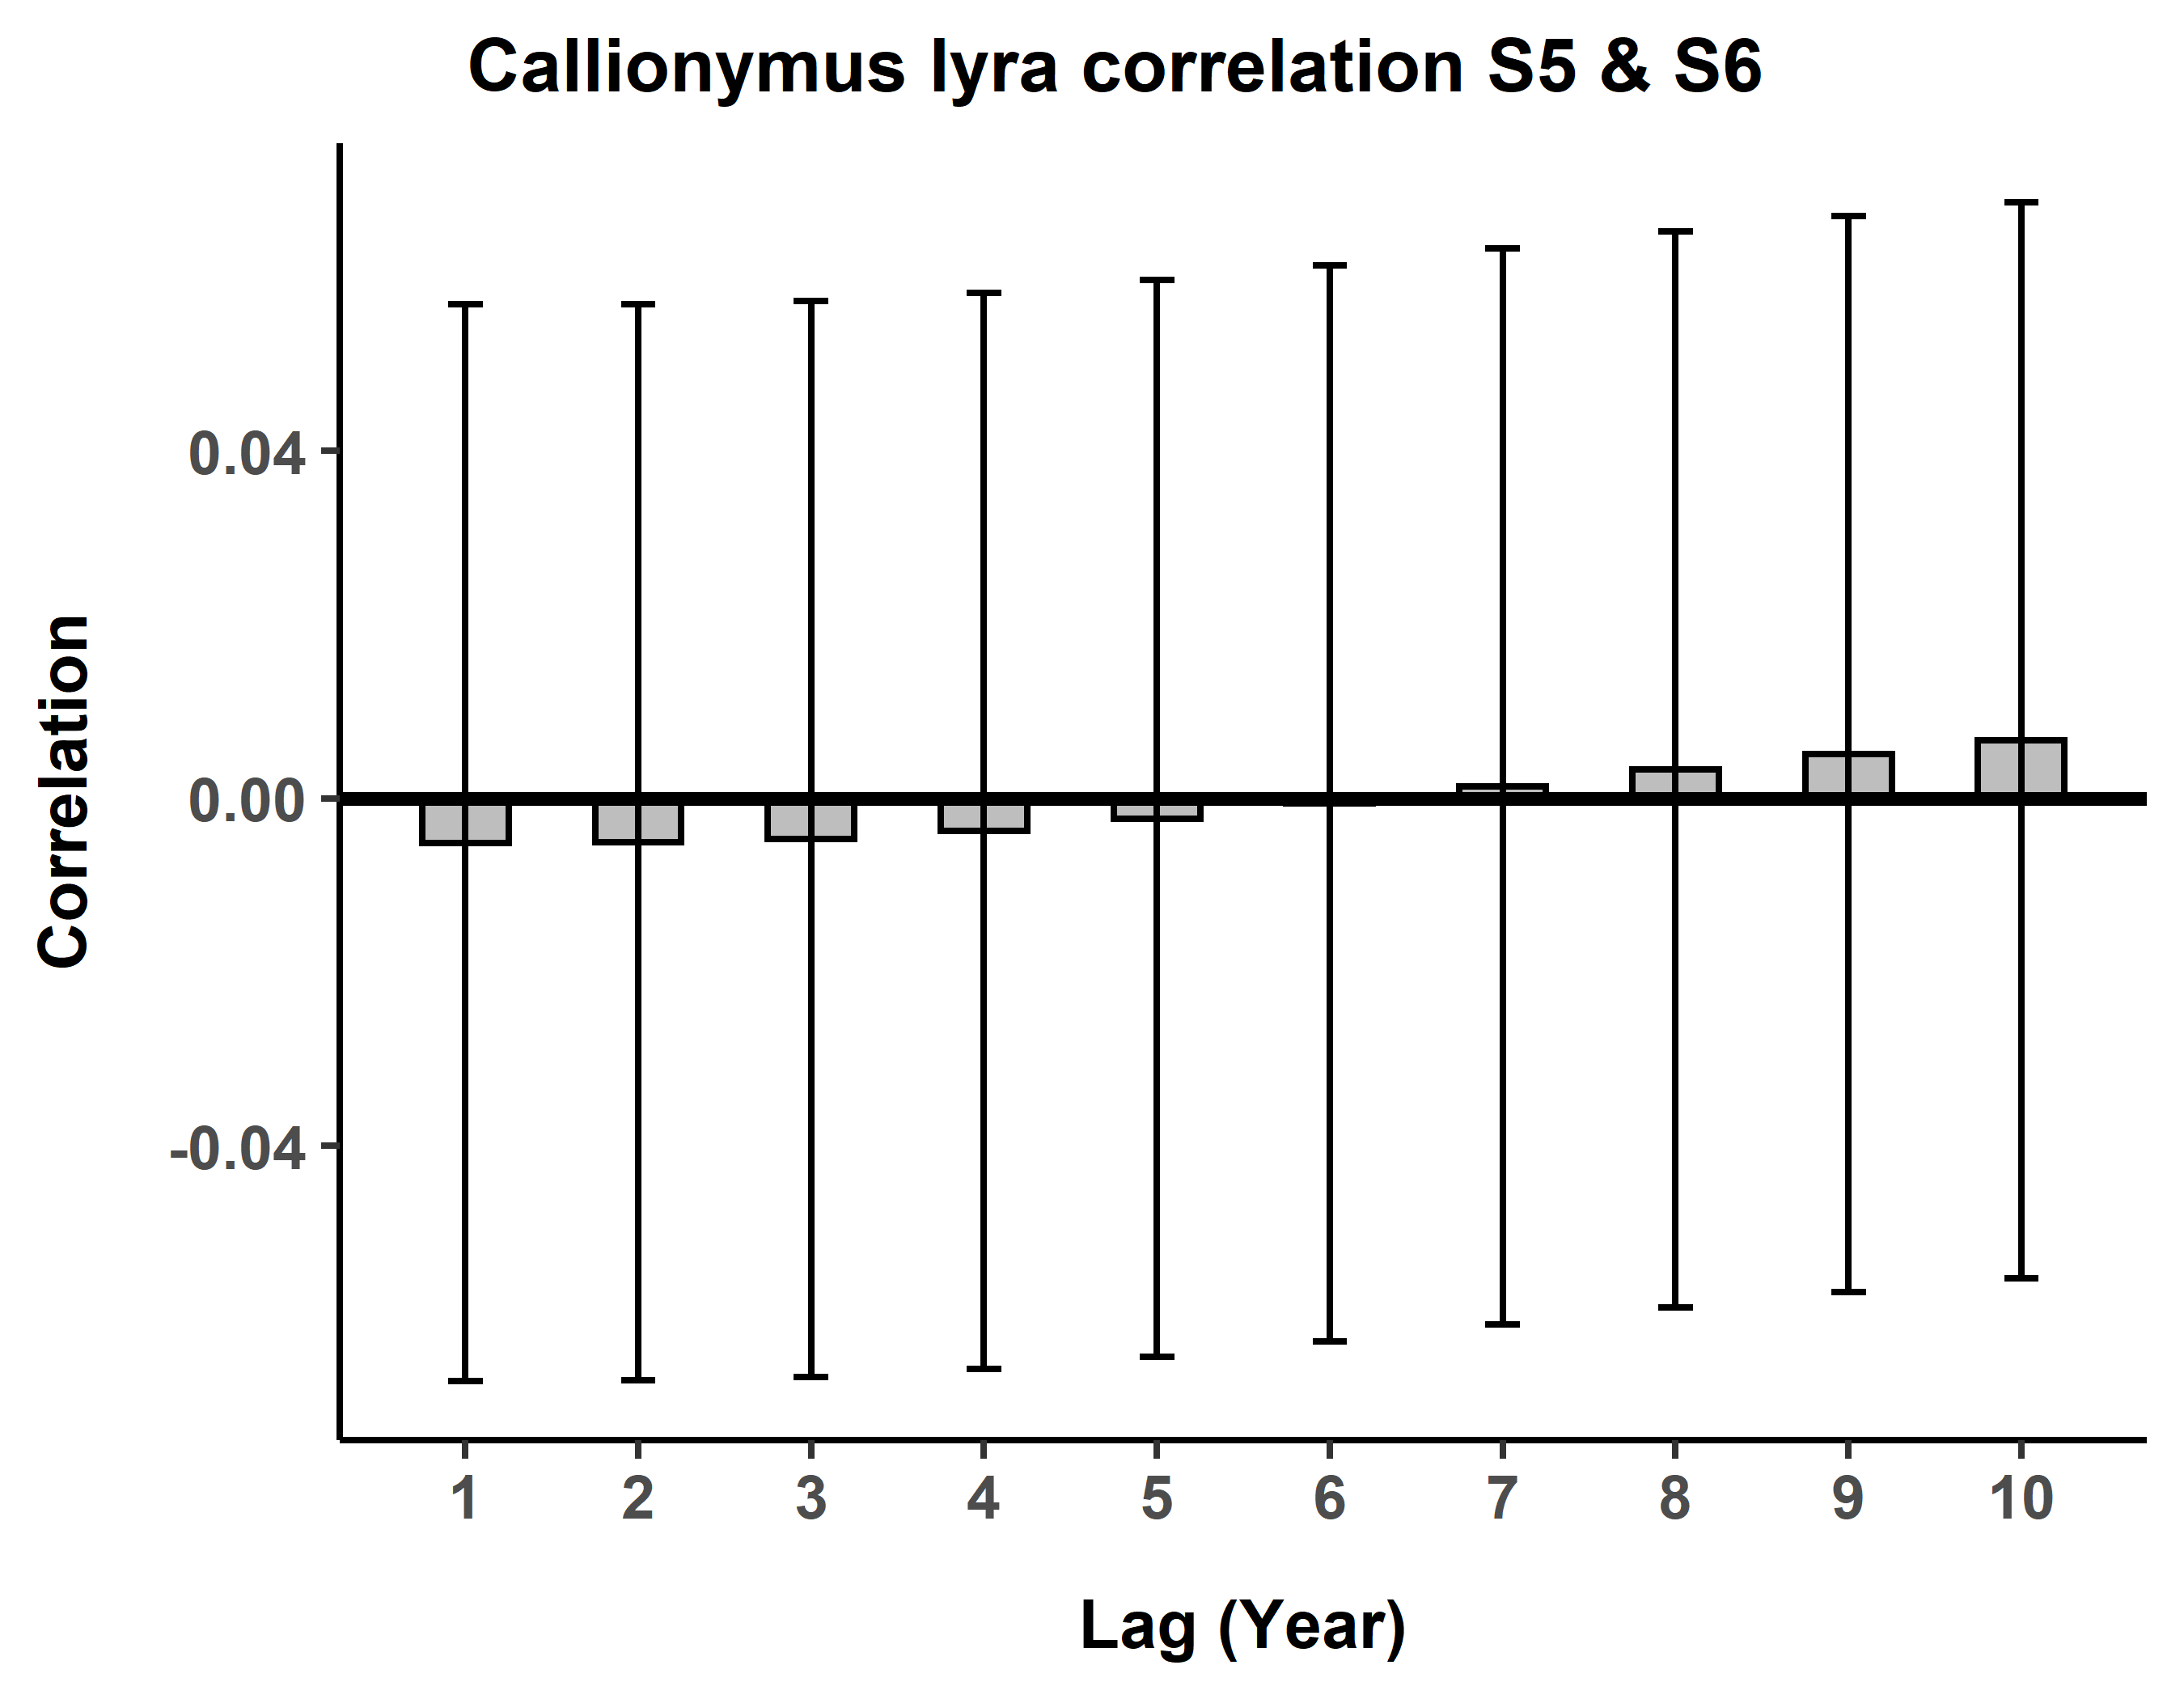 Callionymus lyra correlation S5 & S6
Correlation
0.04
0.00
-0.04
1 2 3 4 5 6 7 8 9 10
Lag (Year)